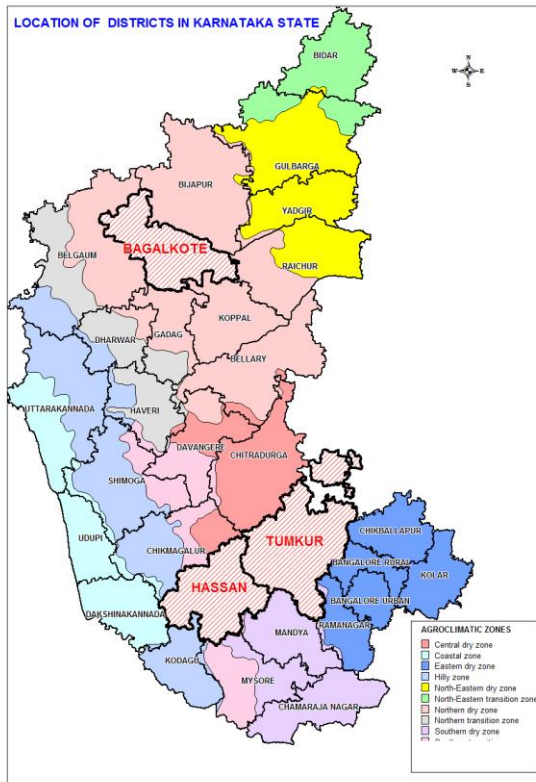 LOCATION OF DISTRICTS IN KARNATAKA STATE
BIDAR
N
W E
S
GULBARGA
BIJAPUR
YADGIR
BAGALKOTE
BELGAUM
RAICHUR
KOPPAL
GADAG
DHARWAR
BELLARY
UTTARAKANNADA
HAVERI
DAVANGERE
CHITRADURGA
SHIMOGA
CHIKBALLAPUR
UDUPI
TUMKUR
CHIKMAGALUR
BANGALORE RURAL
KOLAR
HASSAN
BANGALORE URBAN
DAKSHINAKANNADA
RAMANAGAR
MANDYA
KODAGU
MYSORE
CHAMARAJA NAGAR
AGROCLIMATIC ZONES
Central dry zone
Coastal zone
Eastern dry zone
Hilly zone
North-Eastern dry zone
North-Eastern transition zone
Northern dry zone
Northern transition zone
Southern dry zone